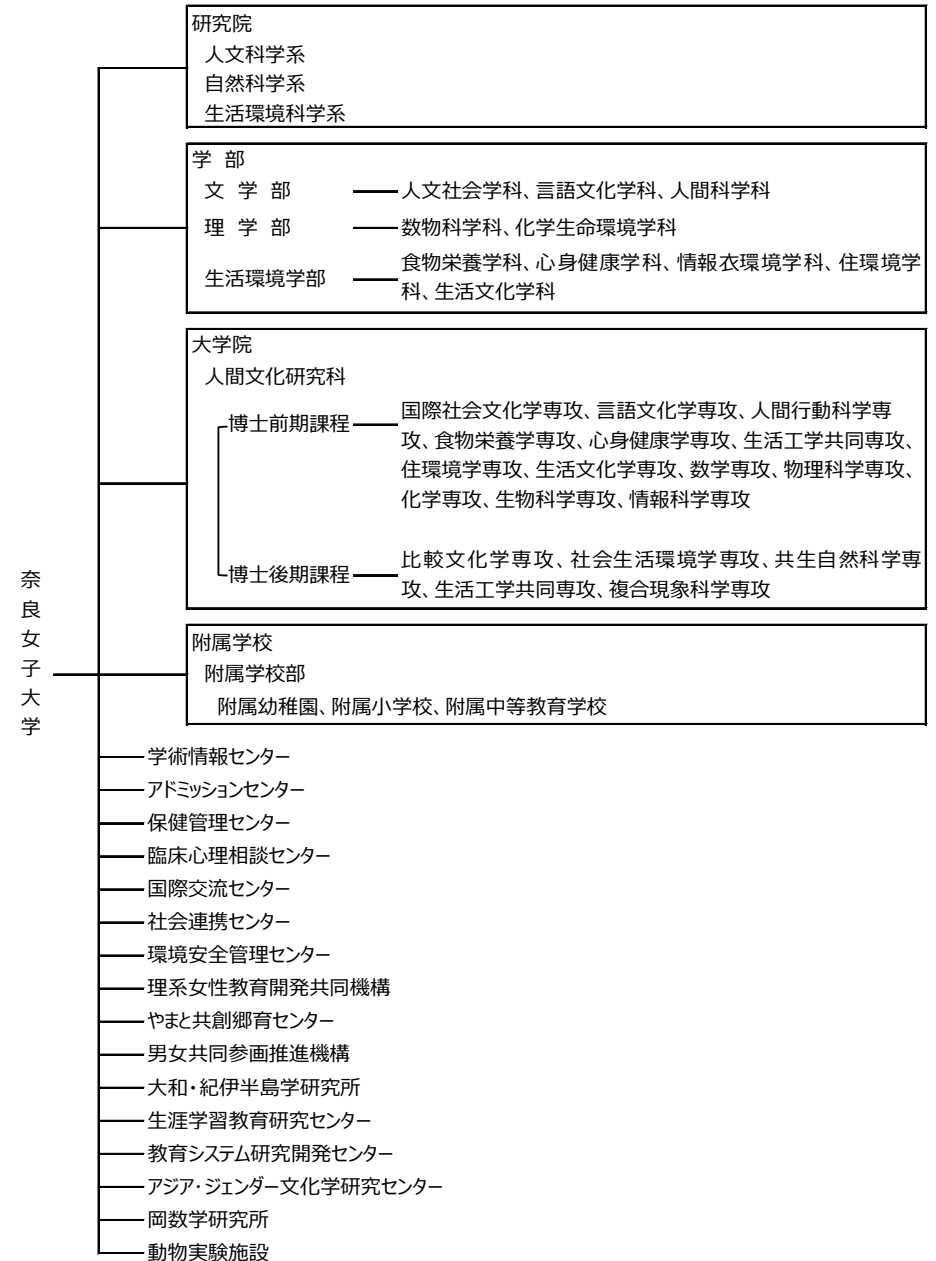 研究院
人文科学系
自然科学系
生活環境科学系
学 部
文 学 部 人文社会学科、言語文化学科、人間科学科
理 学 部 数物科学科、化学生命環境学科
生活環境学部 食物栄養学科、心身健康学科、情報衣環境学科、住環境学
科、生活文化学科
大学院
人間文化研究科
博士前期課程 国際社会文化学専攻、言語文化学専攻、人間行動科学専
攻、食物栄養学専攻、心身健康学専攻、生活工学共同専攻、
住環境学専攻、生活文化学専攻、数学専攻、物理科学専攻、
化学専攻、生物科学専攻、情報科学専攻
博士後期課程 比較文化学専攻、社会生活環境学専攻、共生自然科学専
攻、生活工学共同専攻、複合現象科学専攻
奈良女子大学
附属学校
附属学校部
附属幼稚園、附属小学校、附属中等教育学校
学術情報センター
アドミッションセンター
保健管理センター
臨床心理相談センター
国際交流センター
社会連携センター
環境安全管理センター
理系女性教育開発共同機構
やまと共創郷育センター
男女共同参画推進機構
大和・紀伊半島学研究所
生涯学習教育研究センター
教育システム研究開発センター
アジア・ジェンダー文化学研究センター
岡数学研究所
動物実験施設